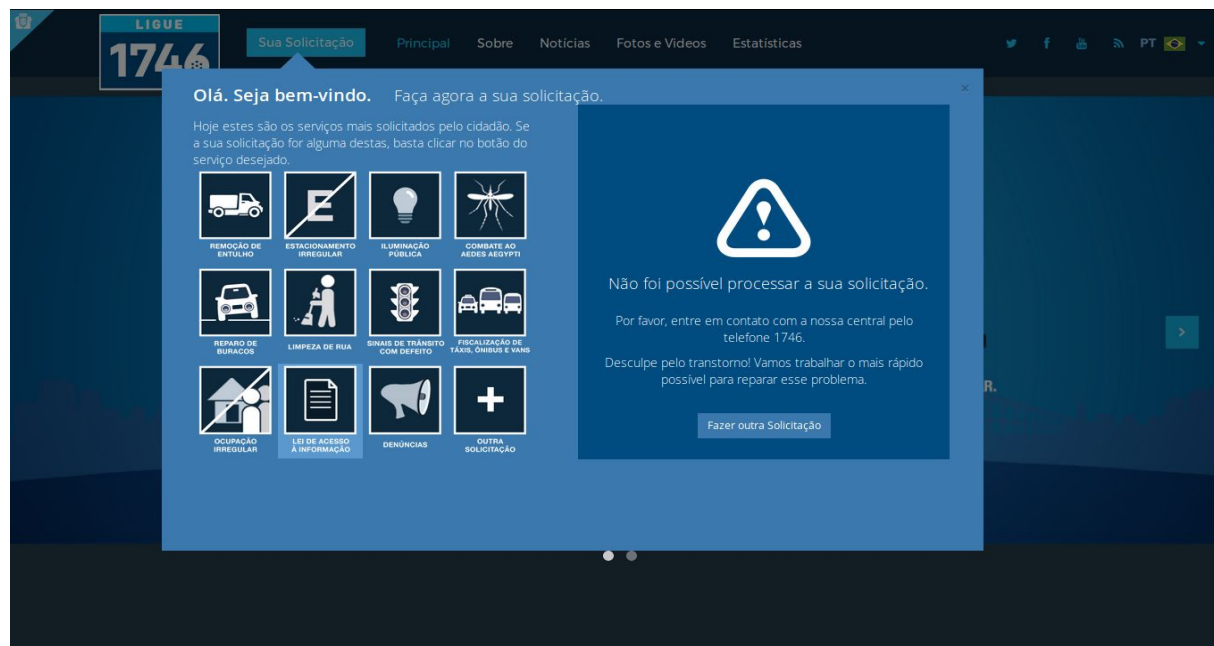 LIGUE
1746
Sua Solicitação
Principal
Sobre
Notícias
Fotos e Videos
Estatísticas
PT
Olá. Seja bem-vindo. Faça agora a sua solicitação.
×
Hoje estes são os serviços mais solicitados pelo cidadão. Se
a sua solicitação for alguma destas, basta clicar no botão do
serviço desejado.
REMOÇÃO DE
ENTULHO
E
ESTACIONAMENTO
IRREGULAR
ILUMINAÇÃO
PÚBLICA
COMBATE AO
AEDES AEGYPTI
REPARO DE
BURACOS
LIMPEZA DE RUA
SINAIS DE TRÂNSITO
COM DEFEITO
FISCALIZAÇÃO DE
TÁXIS, ÔNIBUS E VANS
OCUPAÇÃO
IRREGULAR
LEI DE ACESSO
À INFORMAÇÃO
DENÚNCIAS
OUTRA
SOLICITAÇÃO
Não foi possível processar a sua solicitação.
Por favor, entre em contato com a nossa central pelo
telefone 1746.
Desculpe pelo transtorno! Vamos trabalhar o mais rápido
possível para reparar esse problema.
Fazer outra Solicitação
R.